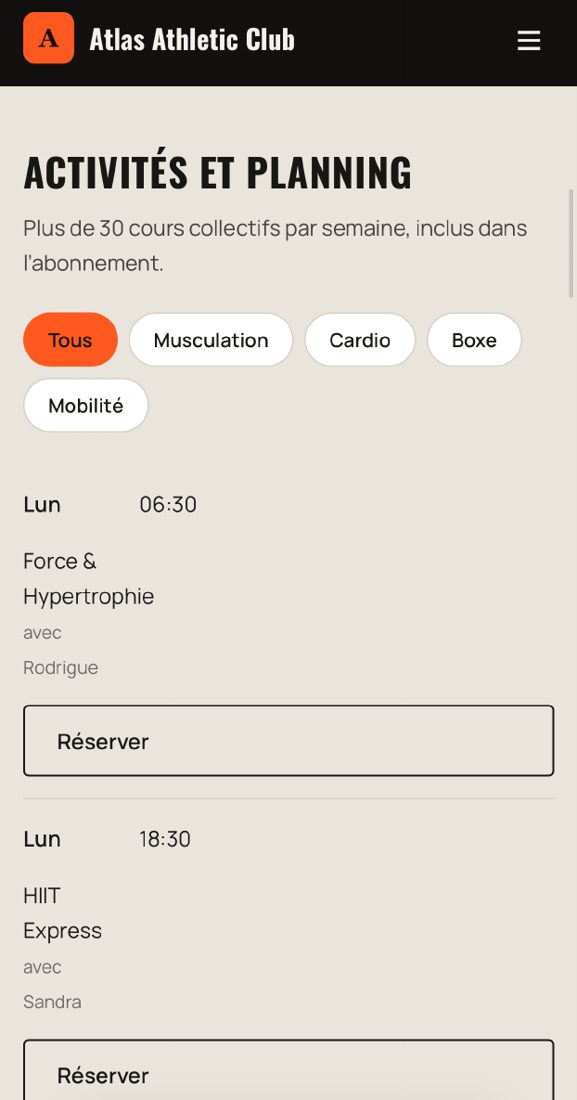 A Atlas Athletic Club
ACTIVITÉS ET PLANNING
Plus de 30 cours collectifs par semaine, inclus dans
l'abonnement.
Tous Musculation Cardio Boxe
Mobilité
Lun 06:30
Force &
Hypertrophie
avec
Rodrigue
Réserver
Lun 18:30
HIIT
Express
avec
Sandra
Réserver